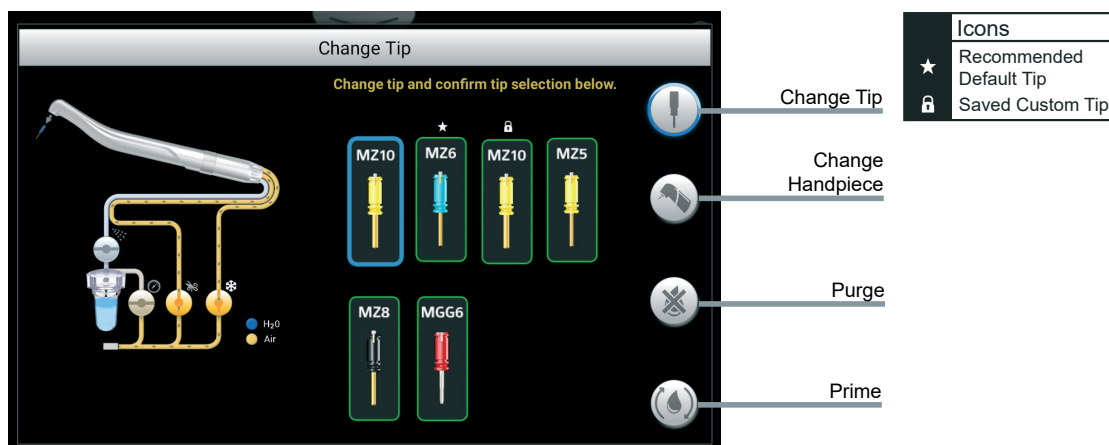 Change Tip
Change tip and confirm tip selection below.
MZ10
MZ6
MZ10
MZ5
MZ8
MGG6
H₂0
Air
Change Tip
Change
Handpiece
Purge
Prime
Icons
Recommended
Default Tip
Saved Custom Tip